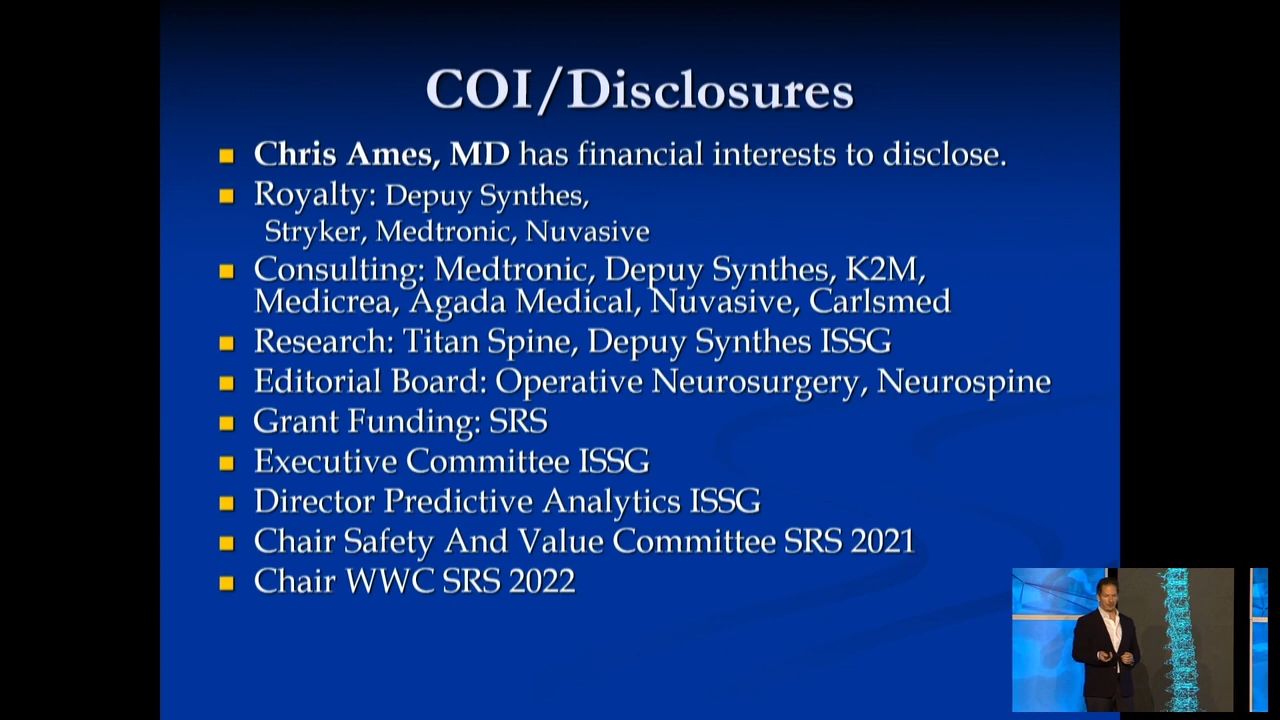 COI/Disclosures
Chris Ames, MD has financial interests to disclose.
Royalty: Depuy Synthes,
Stryker, Medtronic, Nuvasive
Consulting: Medtronic, Depuy Synthes, K2M,
Medicrea, Agada Medical, Nuvasive, Carlsmed
Research: Titan Spine, Depuy Synthes ISSG
Editorial Board: Operative Neurosurgery, Neurospine
Grant Funding: SRS
Executive Committee ISSG
Director Predictive Analytics ISSG
Chair Safety And Value Committee SRS 2021
Chair WWC SRS 2022